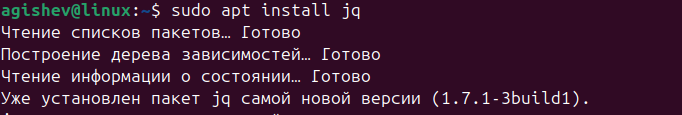 agishev@linux:~$ sudo apt install jq
Чтение списков пакетов… Готово
Построение дерева зависимостей… Готово
Чтение информации о состоянии… Готово
Уже установлен пакет jq самой новой версии (1.7.1-3build1).